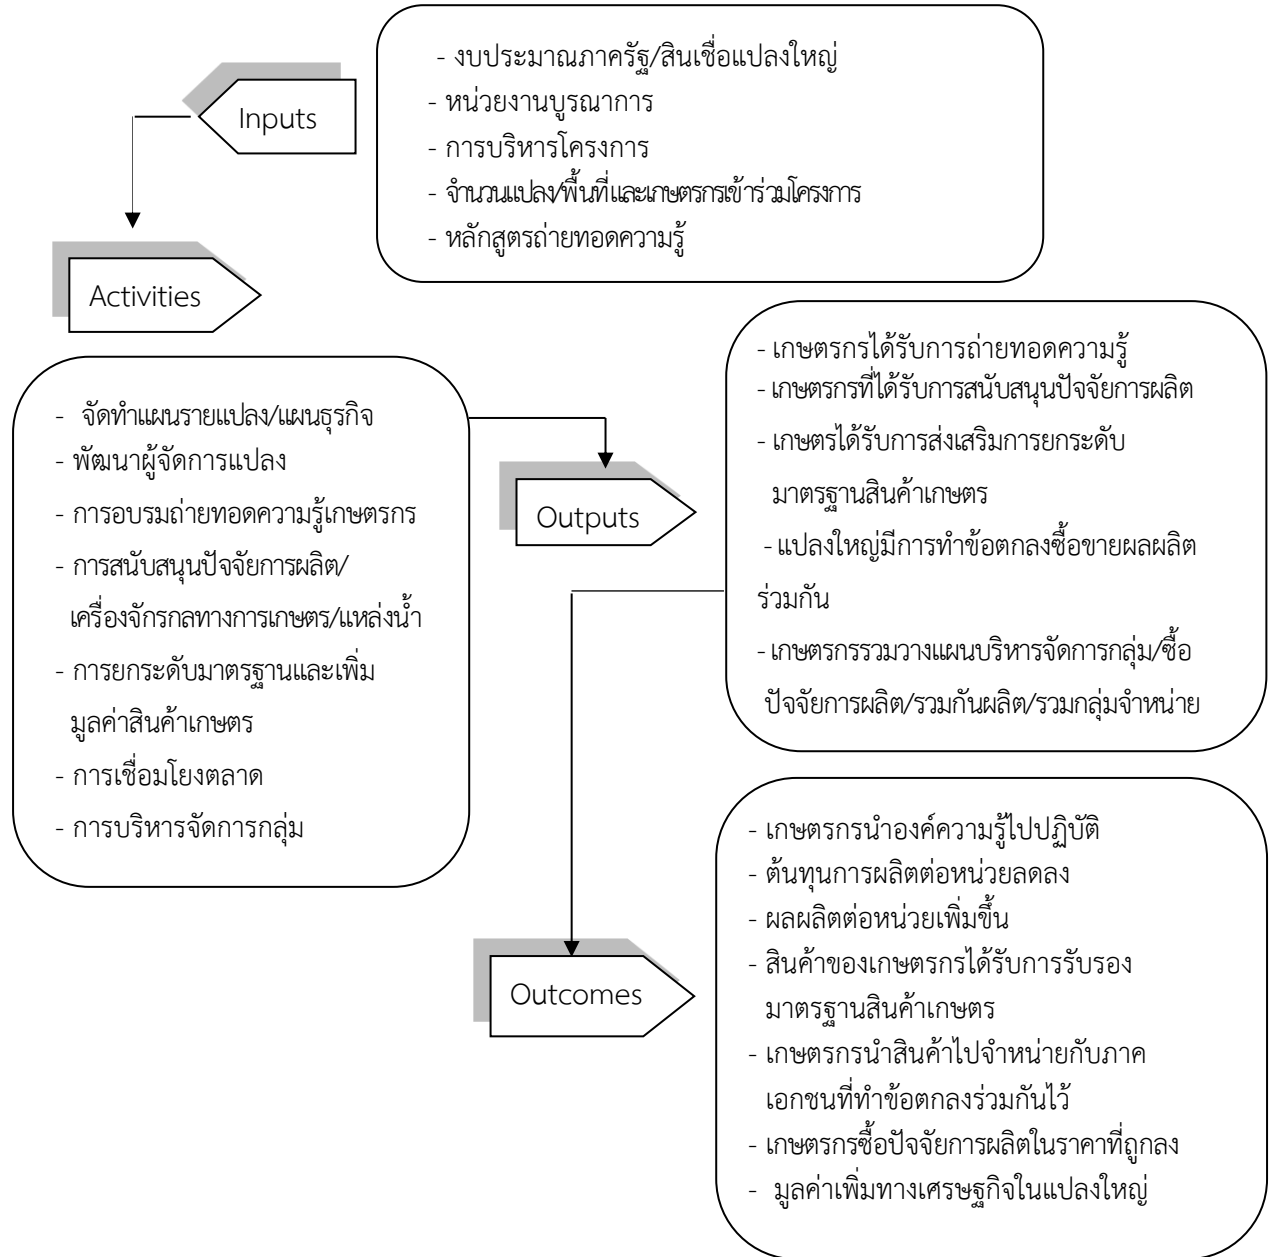 Inputs
- งบประมาณภาครัฐ/สินเชื่อแปลงใหญ่
- หน่วยงานบูรณาการ
- การบริหารโครงการ
- จำนวนแปลง/พื้นที่และเกษตรกรเข้าร่วมโครงการ
- หลักสูตรถ่ายทอดความรู้
Activities
- จัดทำแผนรายแปลง/แผนธุรกิจ
- พัฒนาผู้จัดการแปลง
- การอบรมถ่ายทอดความรู้เกษตรกร
- การสนับสนุนปัจจัยการผลิต/
เครื่องจักรกลทางการเกษตร/แหล่งน้ำ
- การยกระดับมาตรฐานและเพิ่ม
มูลค่าสินค้าเกษตร
- การเชื่อมโยงตลาด
- การบริหารจัดการกลุ่ม
Outputs
- เกษตรกรได้รับการถ่ายทอดความรู้
- เกษตรกรที่ได้รับการสนับสนุนปัจจัยการผลิต
- เกษตรได้รับการส่งเสริมการยกระดับ
มาตรฐานสินค้าเกษตร
- แปลงใหญ่มีการทำข้อตกลงซื้อขายผลผลิต
ร่วมกัน
- เกษตรกรรวมวางแผนบริหารจัดการกลุ่ม/ซื้อ
ปัจจัยการผลิต/รวมกันผลิต/รวมกลุ่มจำหน่าย
Outcomes
- เกษตรกรนำองค์ความรู้ไปปฏิบัติ
- ต้นทุนการผลิตต่อหน่วยลดลง
- ผลผลิตต่อหน่วยเพิ่มขึ้น
- สินค้าของเกษตรกรได้รับการรับรอง
มาตรฐานสินค้าเกษตร
- เกษตรกรนำสินค้าไปจำหน่ายกับภาค
เอกชนที่ทำข้อตกลงร่วมกันไว้
- เกษตรกรซื้อปัจจัยการผลิตในราคาที่ถูกลง
- มูลค่าเพิ่มทางเศรษฐกิจในแปลงใหญ่